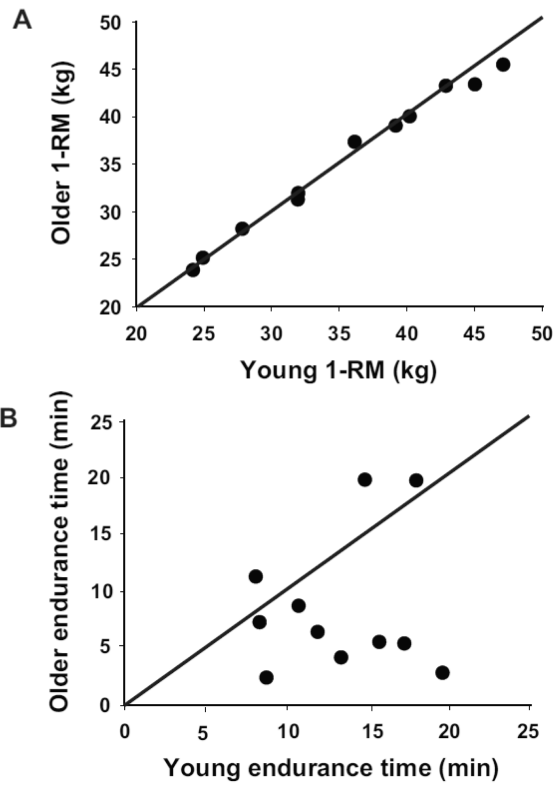 A
Older 1-RM (kg)
50
45
40
35
30
25
20
20 25 30 35 40 45 50
Young 1-RM (kg)
B
Older endurance time (min)
25
20
15
10
5
0
0 5 10 15 20 25
Young endurance time (min)